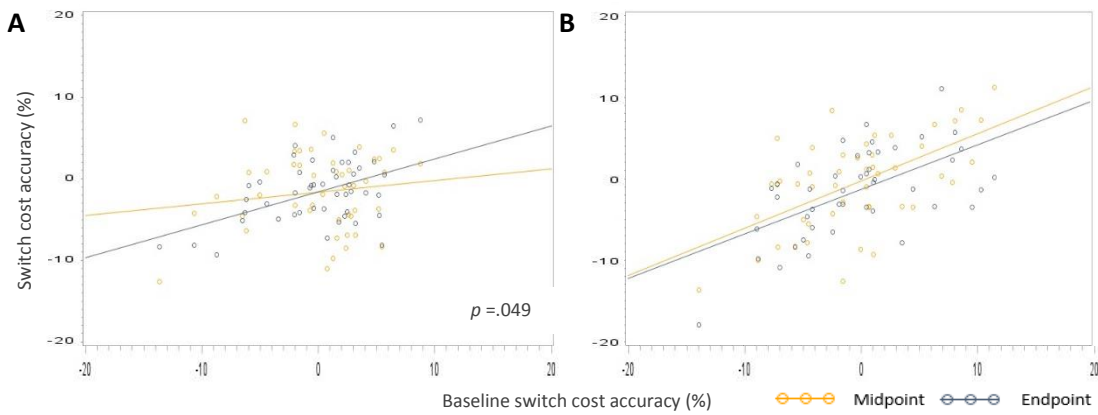 A
B
Switch cost accuracy (%)
20
10
0
-10
-20
-20 -10 0 10 20
p =.049
20
10
0
-10
-20
-20 -10 0 10 20
Baseline switch cost accuracy (%)
Midpoint Endpoint